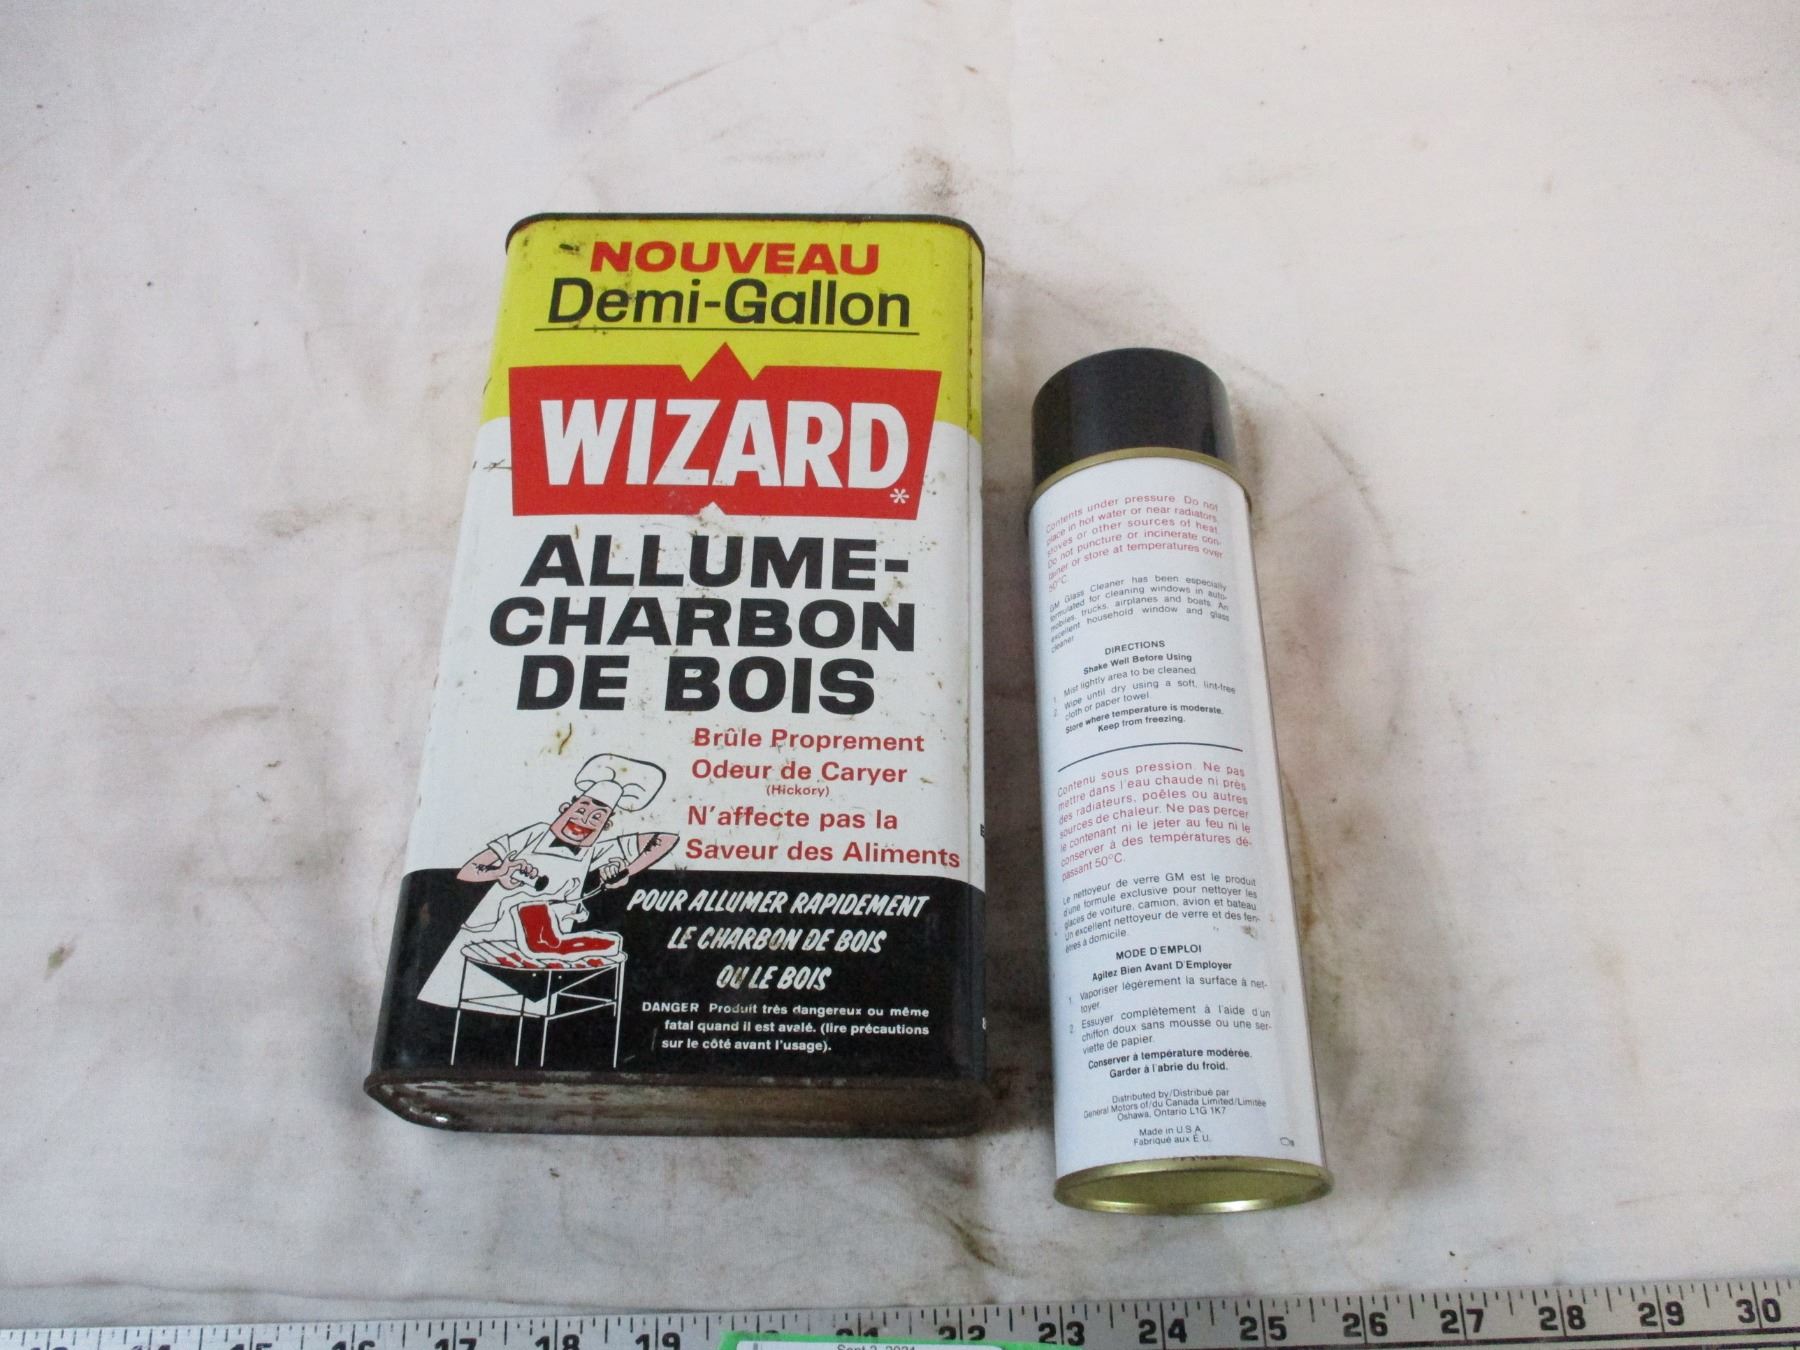 NOUVEAU
Demi-Gallon
WIZARD*
ALLUME-
CHARBON
DE BOIS
Brûle Proprement
Odeur de Caryer
(Hickory)
N'affecte pas la
Saveur des Aliments
POUR ALLUMER RAPIDEMENT
LE CHARBON DE BOIS
OU LE BOIS
DANGER Produit très dangereux ou même
fatal quand il est avalé. (lire précautions
sur le côté avant l'usage).
Contents under pressure. Do not
place in hot water or near radiators,
stoves or other sources of heat.
Do not puncture or incinerate con-
tainer or store at temperatures over
50°C.
GM Glass Cleaner has been especially
formulated for cleaning windows in auto-
mobiles, trucks, airplanes and boats. An
excellent household window and glass
cleaner.
DIRECTIONS
Shake Well Before Using
1. Mist lightly area to be cleaned.
2. Wipe until dry using a soft, lint-free
cloth or paper towel.
Store where temperature is moderate.
Keep from freezing.
Contenu sous pression. Ne pas
mettre dans l'eau chaude ni près
des radiateurs, poêles ou autres
sources de chaleur. Ne pas percer
le contenant ni le jeter au feu ni le
conserver à des températures dé-
passant 50°C.
Le nettoyeur de verre GM est le produit
d'une formule exclusive pour nettoyer les
glaces de voiture, camion, avion et bateau.
Un excellent nettoyeur de verre et des fen-
êtres à domicile.
MODE D'EMPLOI
Agitez Bien Avant D'Employer
1. Vaporiser légèrement la surface à net-
toyer.
2. Essuyer complètement à l'aide d'un
chiffon doux sans mousse ou une ser-
viette de papier.
Conserver à température modérée.
Garder à l'abrie du froid.
Distributed by/Distribué par
General Motors of/du Canada Limited/Limitée
Oshawa, Ontario L1G 1K7
Made in U.S.A.
Fabriqué aux É.U.
15 16 17 18 19 21 22 23 24 25 26 27 28 29 30
Sept 2, 2021